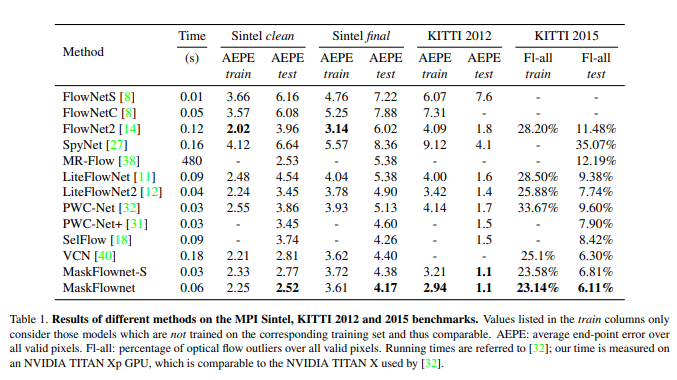 Method Time Sintel clean Sintel final KITTI 2012 KITTI 2015
(s) AEPE AEPE AEPE AEPE AEPE AEPE Fl-all Fl-all
train test train test train test train test
FlowNetS [8] 0.01 3.66 6.16 4.76 7.22 6.07 7.6 - -
FlowNetC [8] 0.05 3.57 6.08 5.25 7.88 7.31 - - -
FlowNet2 [14] 0.12 2.02 3.96 3.14 6.02 4.09 1.8 28.20% 11.48%
SpyNet [27] 0.16 4.12 6.64 5.57 8.36 9.12 4.1 - 35.07%
MR-Flow [38] 480 - 2.53 - 5.38 - - - 12.19%
LiteFlowNet [11] 0.09 2.48 4.54 4.04 5.38 4.00 1.6 28.50% 9.38%
LiteFlowNet2 [12] 0.04 2.24 3.45 3.78 4.90 3.42 1.4 25.88% 7.74%
PWC-Net [32] 0.03 2.55 3.86 3.93 5.13 4.14 1.7 33.67% 9.60%
PWC-Net+ [31] 0.03 - 3.45 - 4.60 - 1.5 - 7.90%
SelFlow [18] 0.09 - 3.74 - 4.26 - 1.5 - 8.42%
VCN [40] 0.18 2.21 2.81 3.62 4.40 - - 25.1% 6.30%
MaskFlownet-S 0.03 2.33 2.77 3.72 4.38 3.21 1.1 23.58% 6.81%
MaskFlownet 0.06 2.25 2.52 3.61 4.17 2.94 1.1 23.14% 6.11%
Table 1. Results of different methods on the MPI Sintel, KITTI 2012 and 2015 benchmarks. Values listed in the train columns only
consider those models which are not trained on the corresponding training set and thus comparable. AEPE: average end-point error over
all valid pixels. Fl-all: percentage of optical flow outliers over all valid pixels. Running times are referred to [32]; our time is measured on
an NVIDIA TITAN Xp GPU, which is comparable to the NVIDIA TITAN X used by [32].